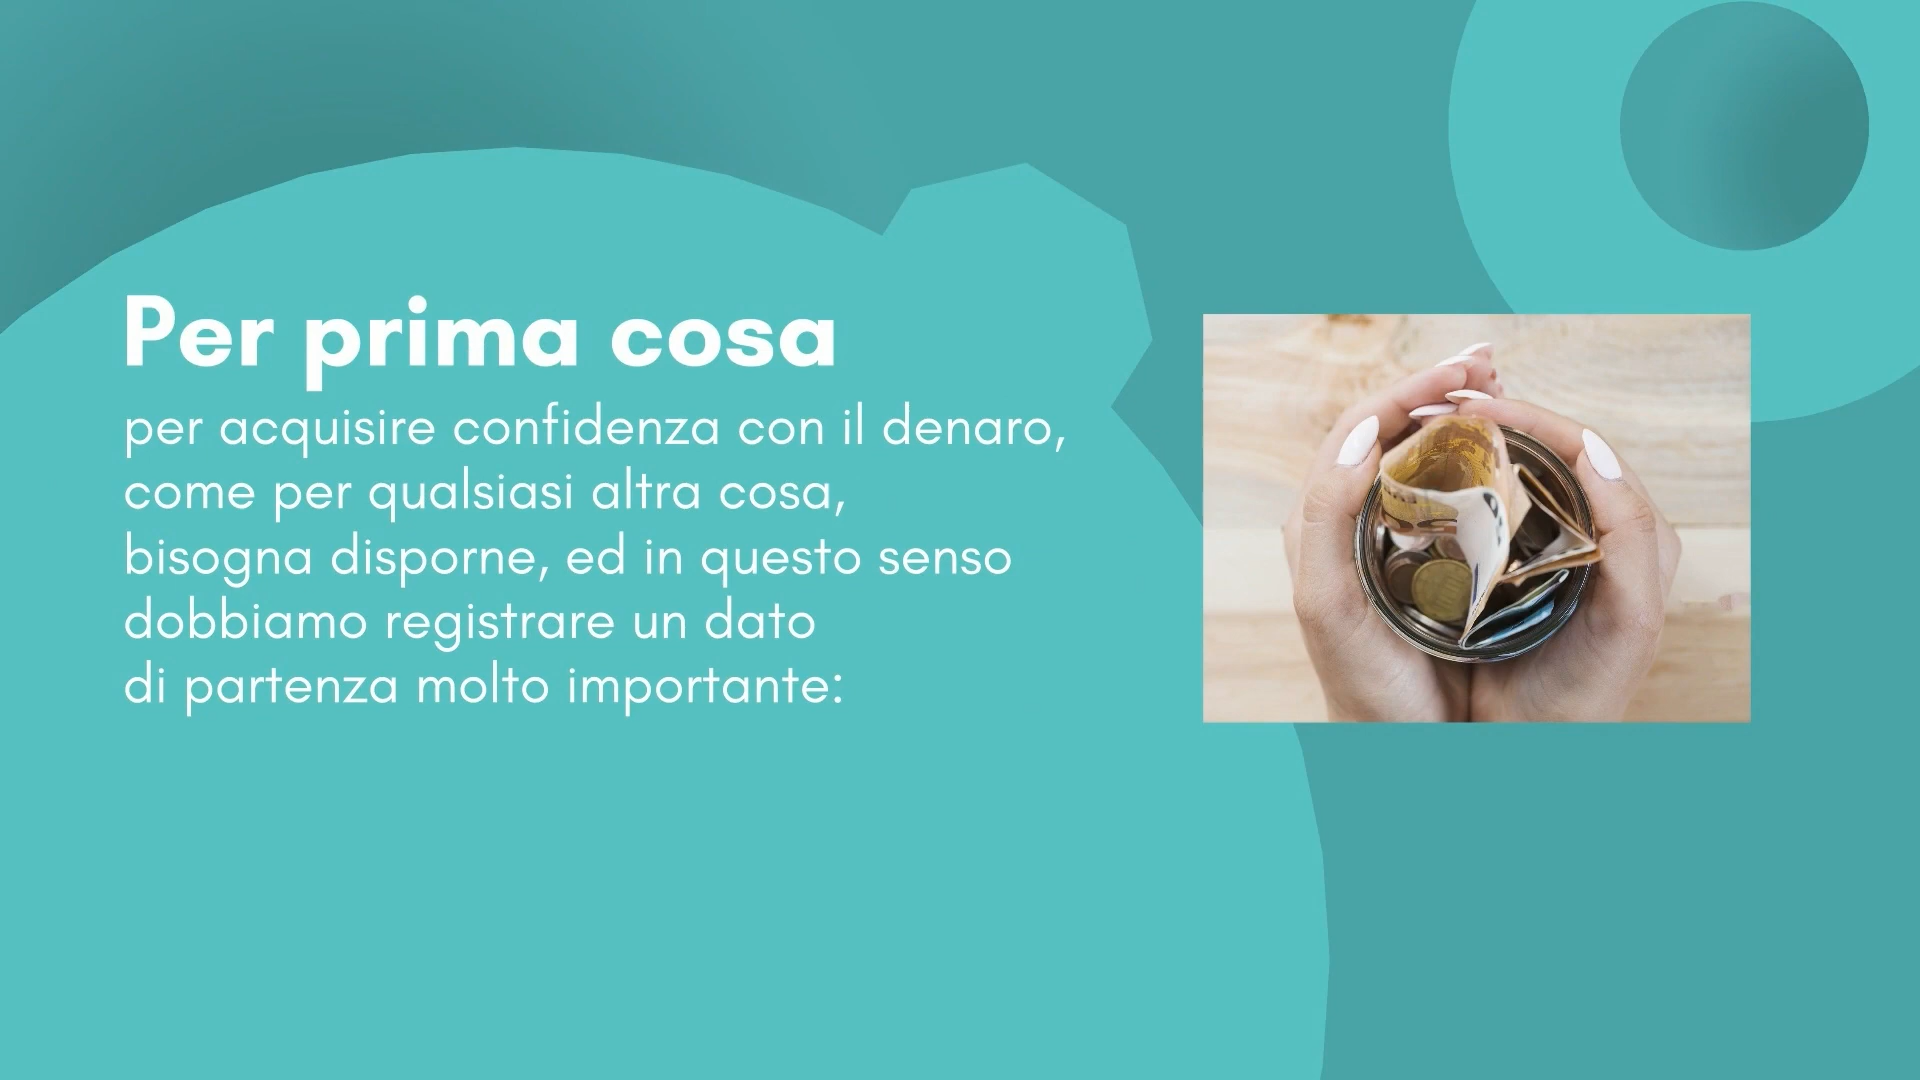 Per prima cosa
per acquisire confidenza con il denaro,
come per qualsiasi altra cosa,
bisogna disporne, ed in questo senso
dobbiamo registrare un dato
di partenza molto importante: